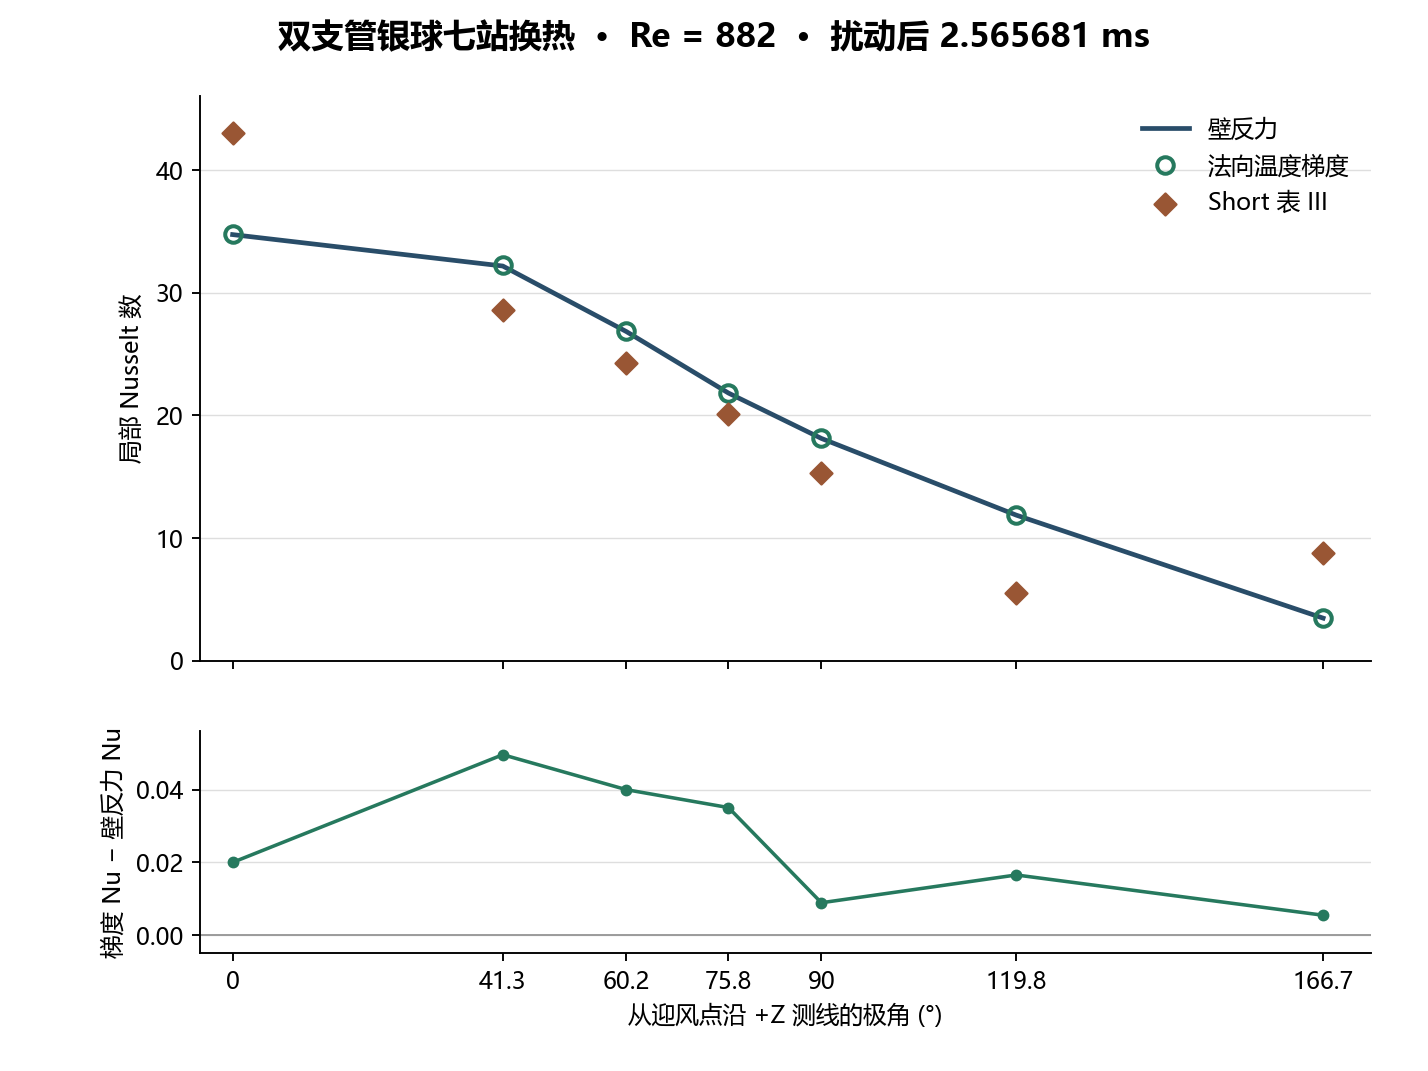 双支管银球七站换热 • Re = 882 • 扰动后 2.565681 ms
壁反力
法向温度梯度
Short 表 III
局部 Nusselt 数
40
30
20
10
0
梯度 Nu − 壁反力 Nu
0.04
0.02
0.00
0 41.3 60.2 75.8 90 119.8 166.7
从迎风点沿 +Z 测线的极角 (°)